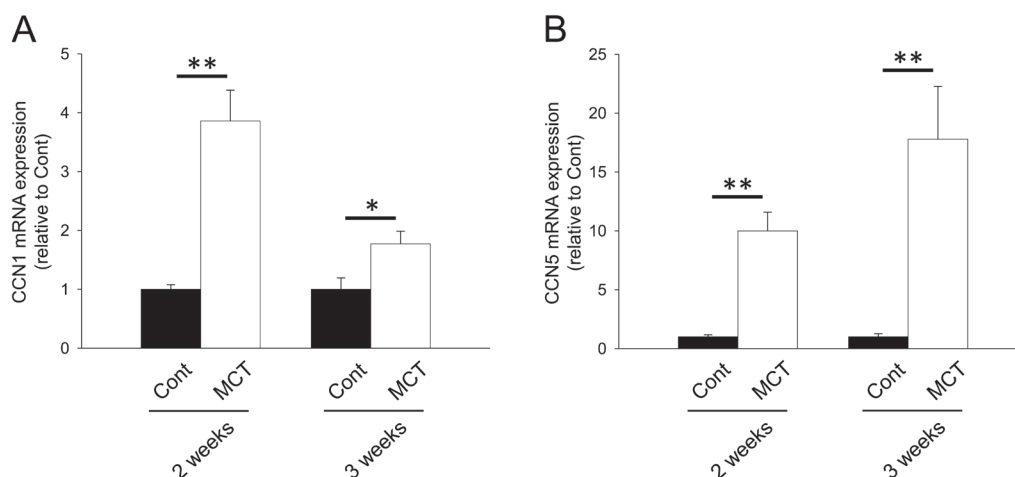 A
CCN1 mRNA expression
(relative to Cont)
5
4
3
2
1
0
**
*
Cont
MCT
Cont
MCT
2 weeks
3 weeks
B
CCN5 mRNA expression
(relative to Cont)
25
20
15
10
5
0
**
**
Cont
MCT
Cont
MCT
2 weeks
3 weeks